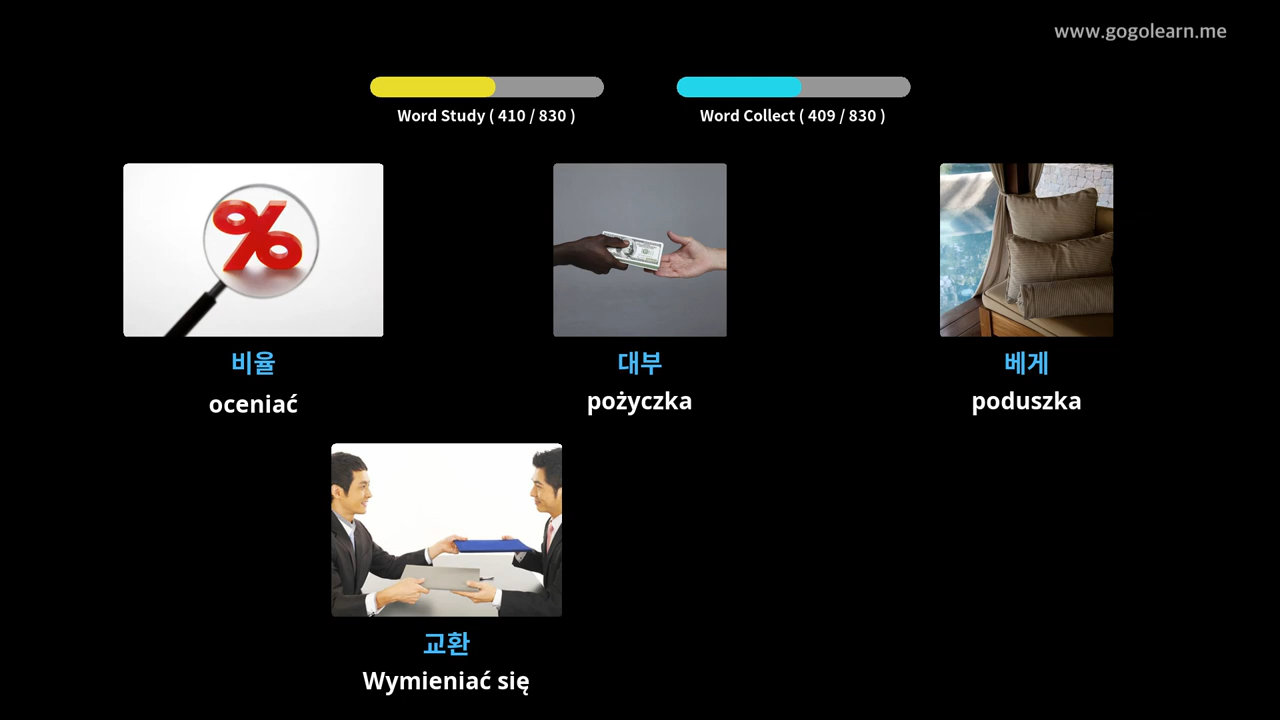 www.gogolearn.me
Word Study ( 410 / 830 )
Word Collect ( 409 / 830 )
%
비율
대부
베게
oceniać
pożyczka
poduszka
교환
Wymieniać się